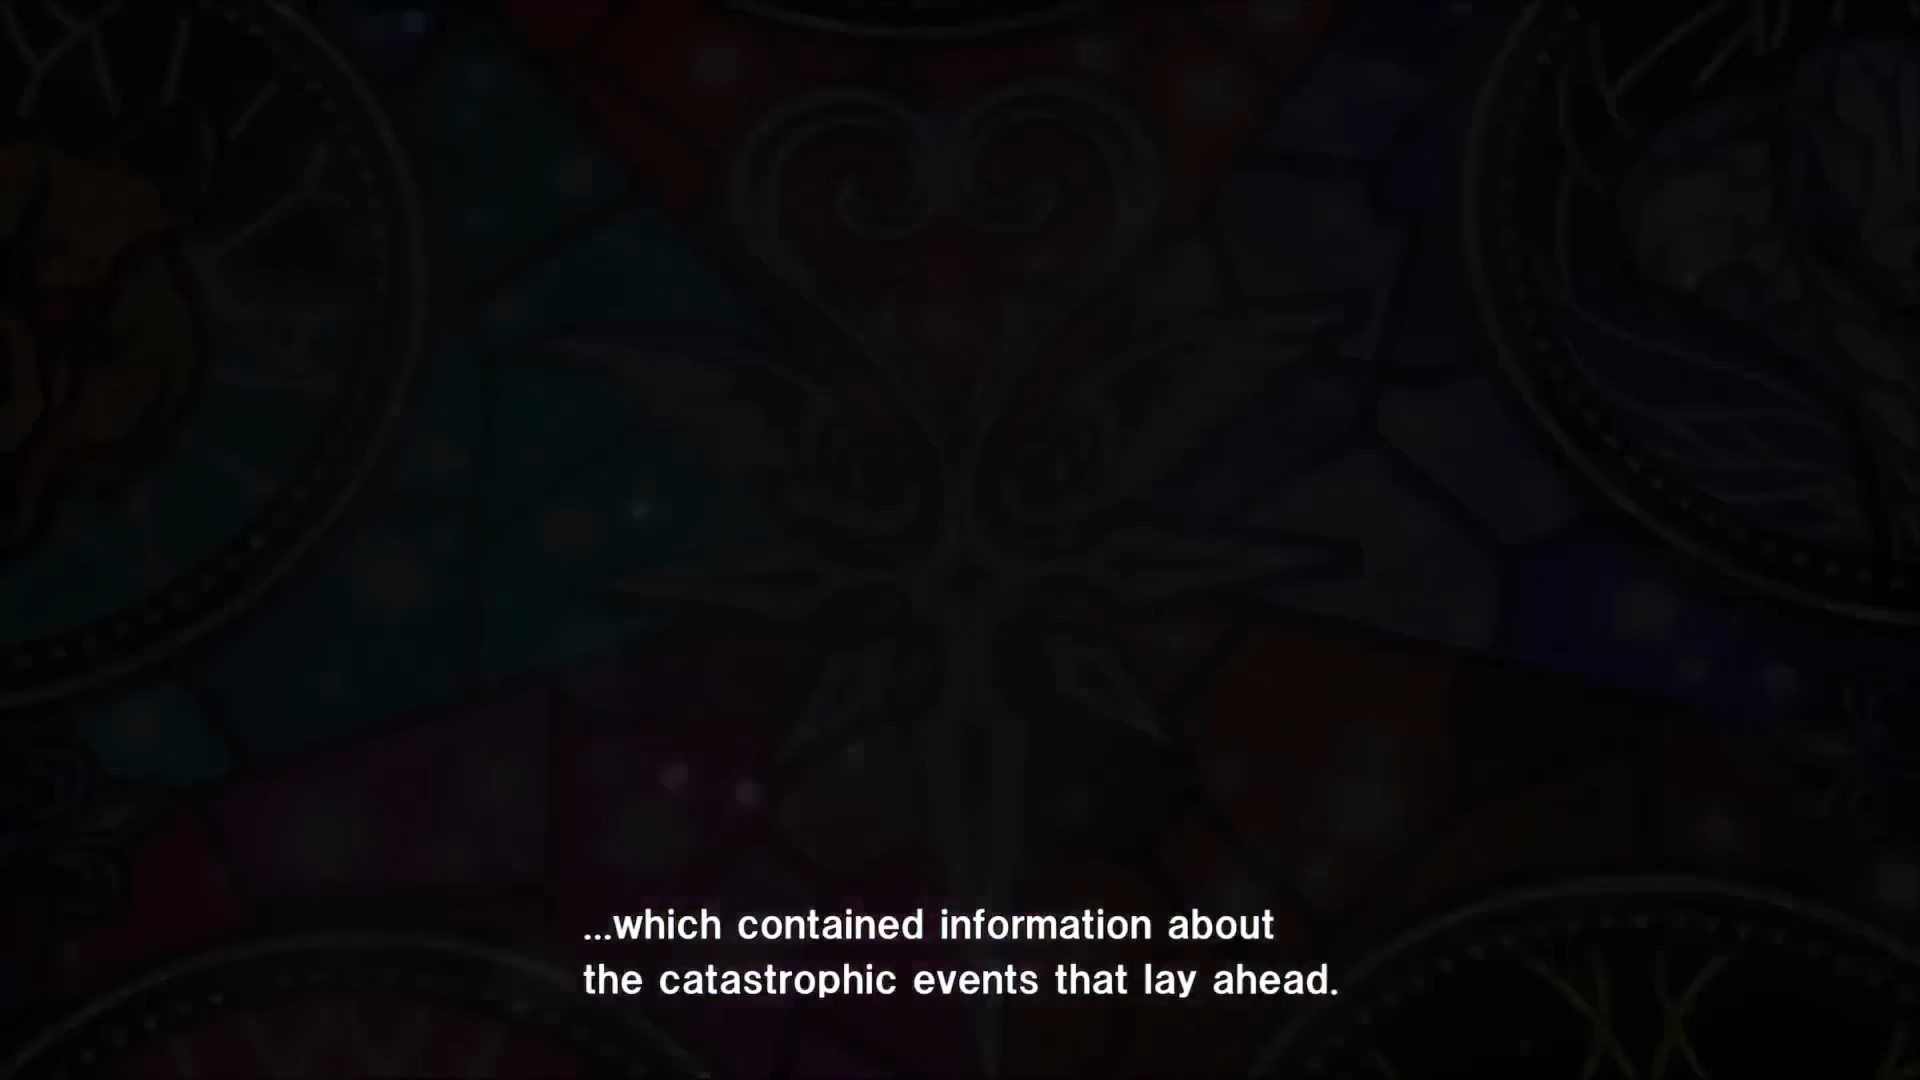 ...which contained information about
the catastrophic events that lay ahead.